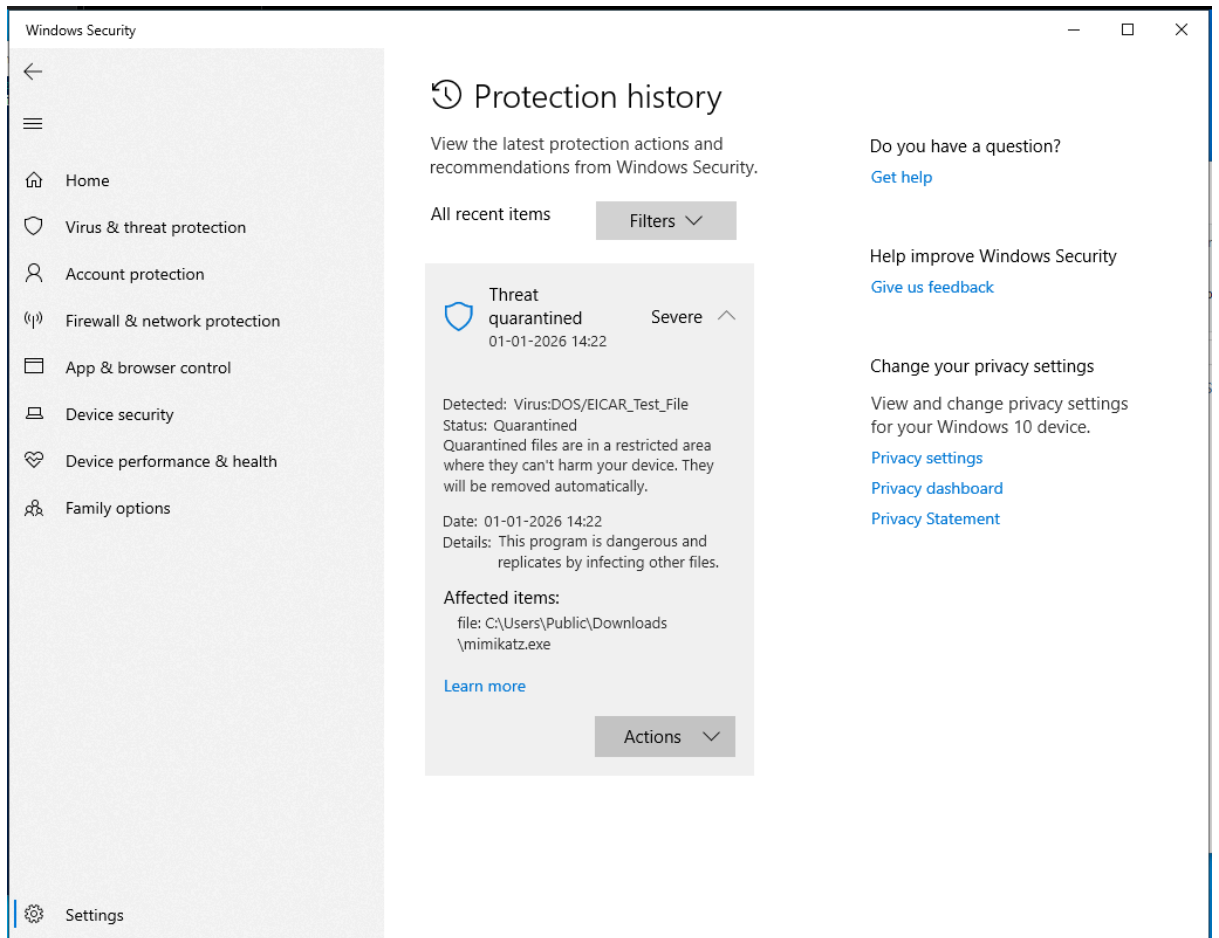 Windows Security
Home
Virus & threat protection
Account protection
Firewall & network protection
App & browser control
Device security
Device performance & health
Family options
Settings
Protection history
View the latest protection actions and
recommendations from Windows Security.
All recent items
Filters
Threat
quarantined
Severe
01-01-2026 14:22
Detected: Virus:DOS/EICAR_Test_File
Status: Quarantined
Quarantined files are in a restricted area
where they can't harm your device. They
will be removed automatically.
Date: 01-01-2026 14:22
Details: This program is dangerous and
replicates by infecting other files.
Affected items:
file: C:\Users\Public\Downloads
\mimikatz.exe
Learn more
Actions
Do you have a question?
Get help
Help improve Windows Security
Give us feedback
Change your privacy settings
View and change privacy settings
for your Windows 10 device.
Privacy settings
Privacy dashboard
Privacy Statement